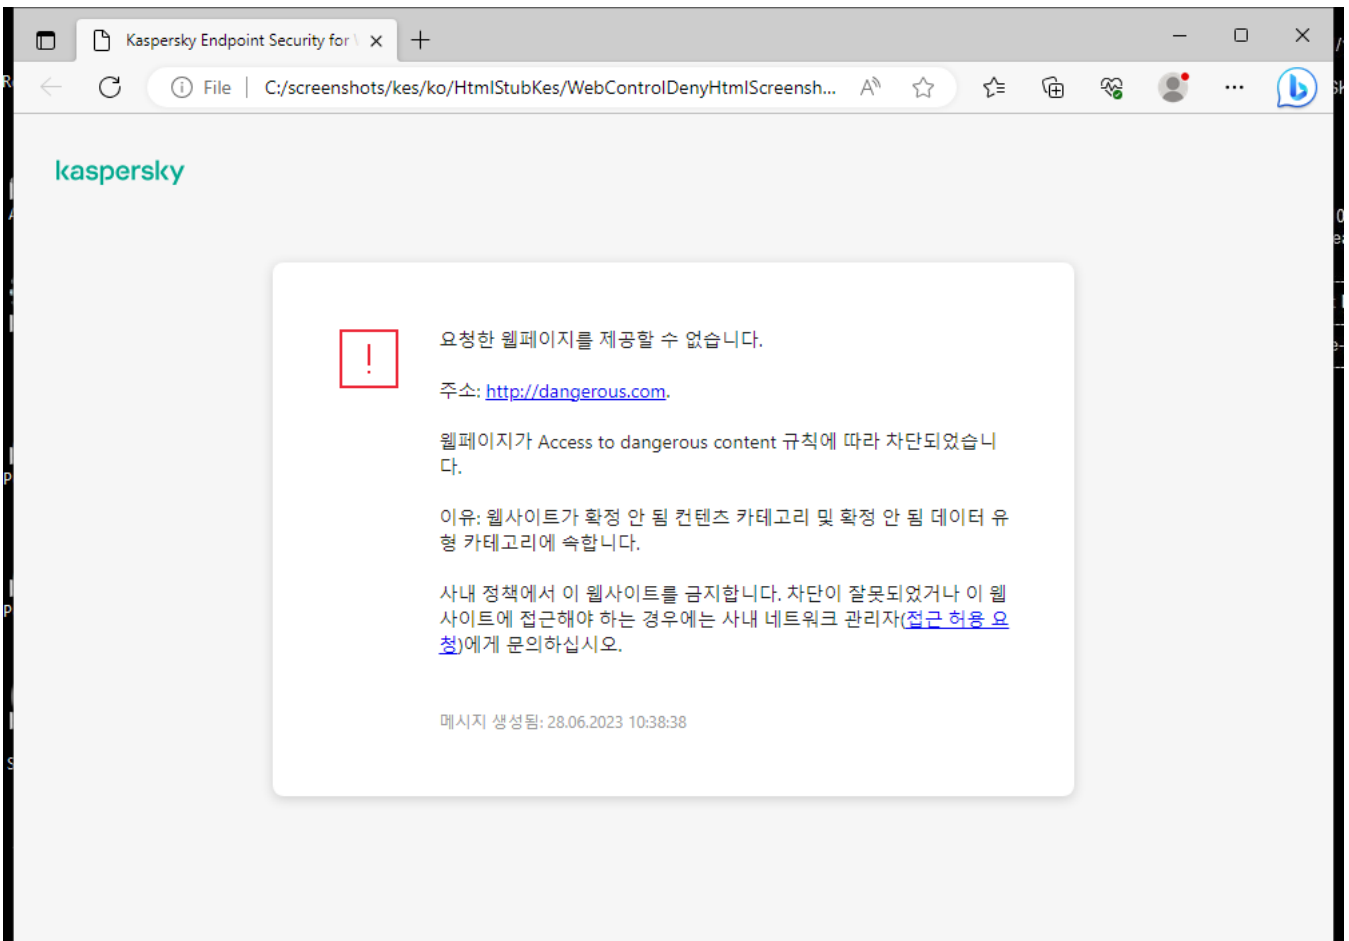 Kaspersky Endpoint Security for
File
C:/screenshots/kes/ko/HtmlStubKes/WebControlDenyHtmlScreensh...
kaspersky
요청한 웹페이지를 제공할 수 없습니다.
주소: http://dangerous.com.
웹페이지가 Access to dangerous content 규칙에 따라 차단되었습니
다.
이유: 웹사이트가 확정 안 됨 컨텐츠 카테고리 및 확정 안 됨 데이터 유
형 카테고리에 속합니다.
사내 정책에서 이 웹사이트를 금지합니다. 차단이 잘못되었거나 이 웹
사이트에 접근해야 하는 경우에는 사내 네트워크 관리자(접근 허용 요
청)에게 문의하십시오.
메시지 생성됨: 28.06.2023 10:38:38